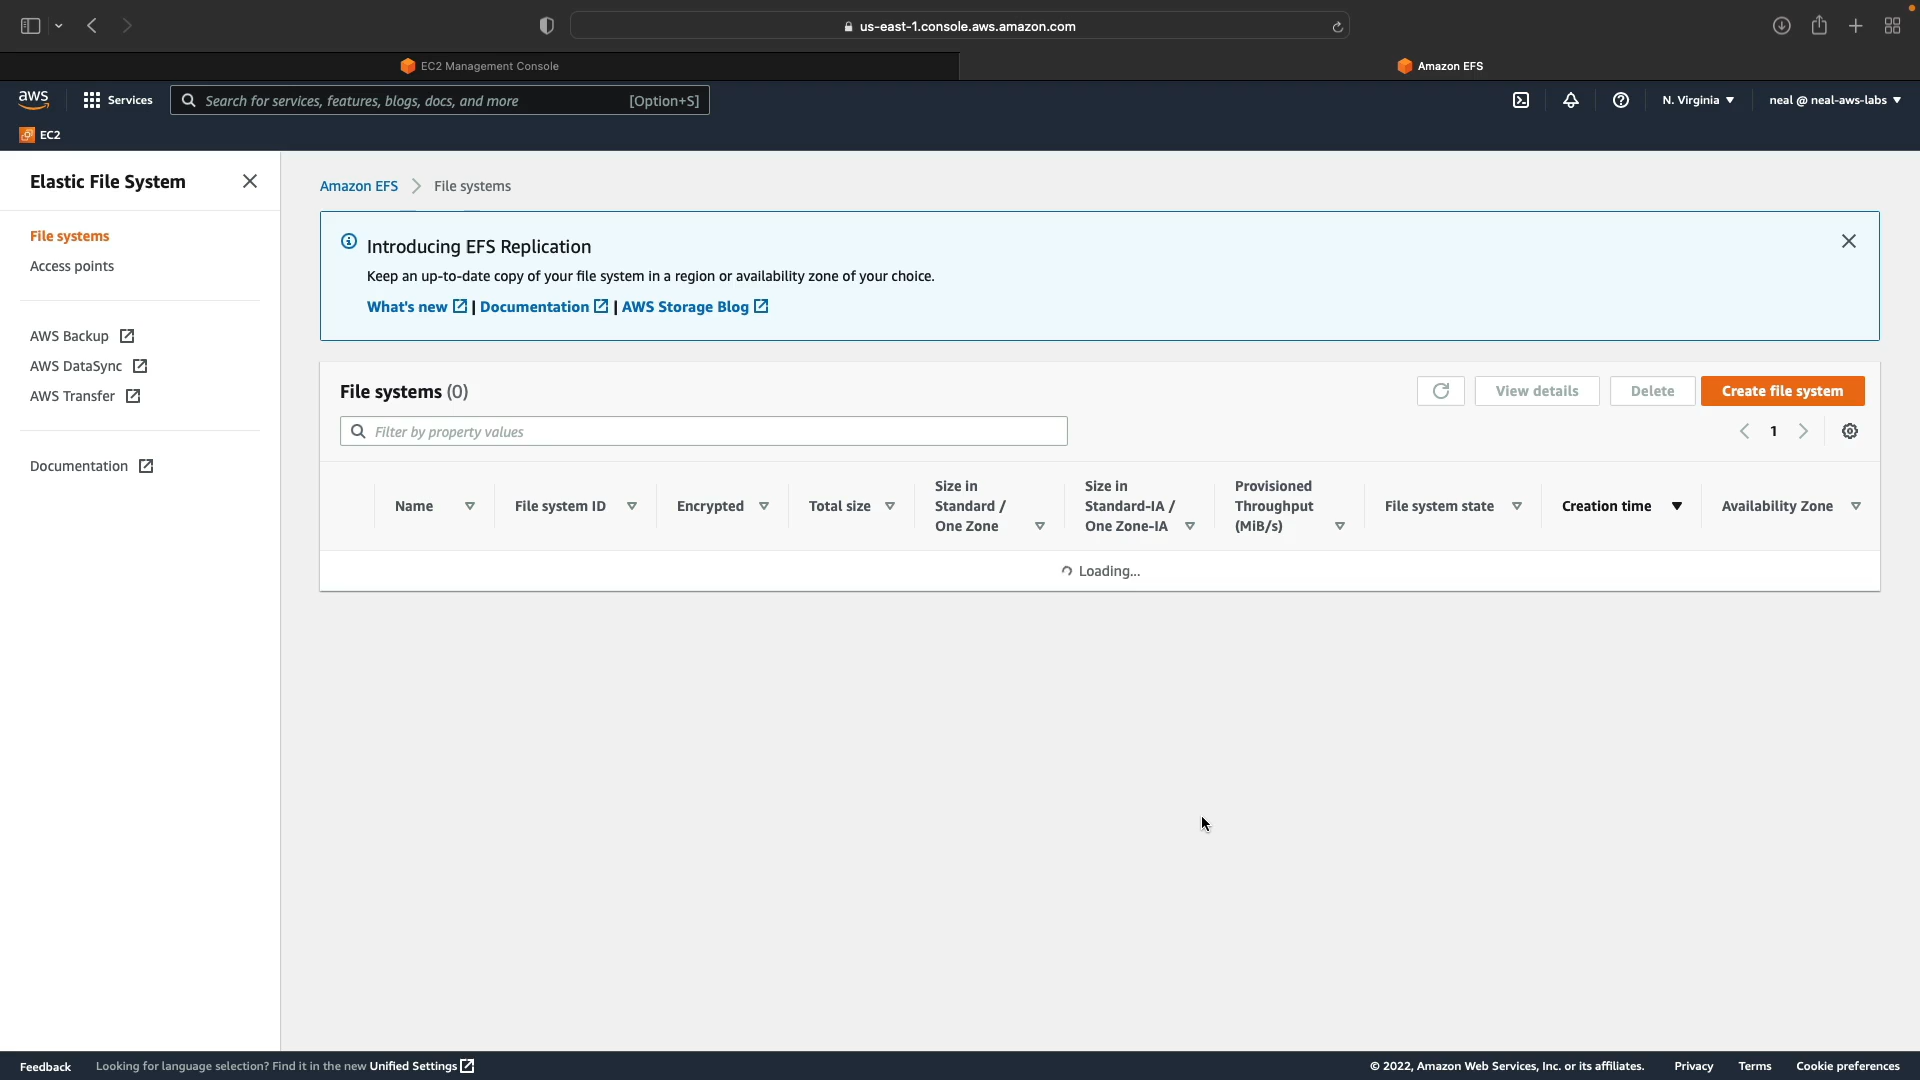 us-east-1.console.aws.amazon.com
EC2 Management Console
Amazon EFS
aws
Services
Search for services, features, blogs, docs, and more
[Option+S]
N. Virginia
neal @ neal-aws-labs
EC2
Elastic File System
File systems
Access points
AWS Backup
AWS DataSync
AWS Transfer
Documentation
Amazon EFS
File systems
Introducing EFS Replication
Keep an up-to-date copy of your file system in a region or availability zone of your choice.
What's new | Documentation | AWS Storage Blog
File systems (0)
View details
Delete
Create file system
Filter by property values
1
Name
File system ID
Encrypted
Total size
Size in
Standard /
One Zone
Size in
Standard-IA /
One Zone-IA
Provisioned
Throughput
(MiB/s)
File system state
Creation time
Availability Zone
Loading...
Feedback
Looking for language selection? Find it in the new Unified Settings
© 2022, Amazon Web Services, Inc. or its affiliates.
Privacy
Terms
Cookie preferences